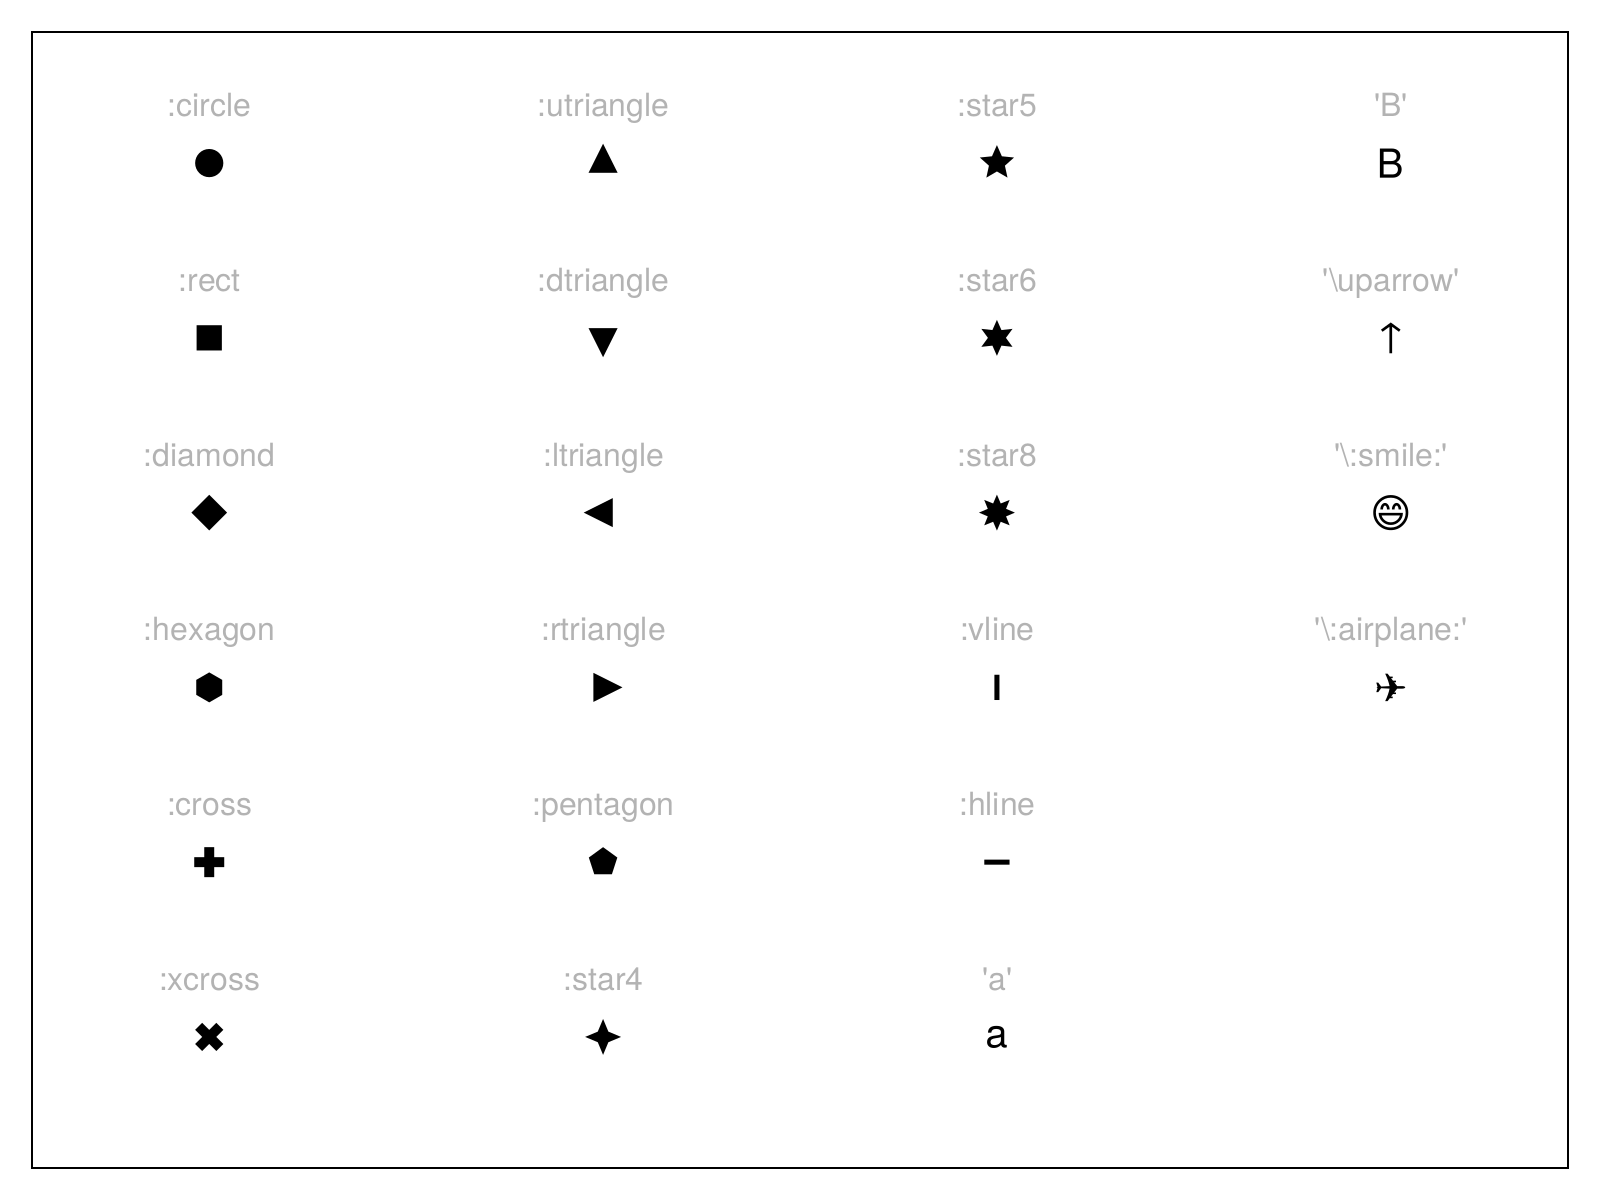 :circle :utriangle :star5 'B'
B
:rect :dtriangle :star6 '\uparrow'
↑
:diamond :ltriangle :star8 '\:smile:'
:hexagon :rtriangle :vline '\:airplane:'
:cross :pentagon :hline
:xcross :star4 'a'
a